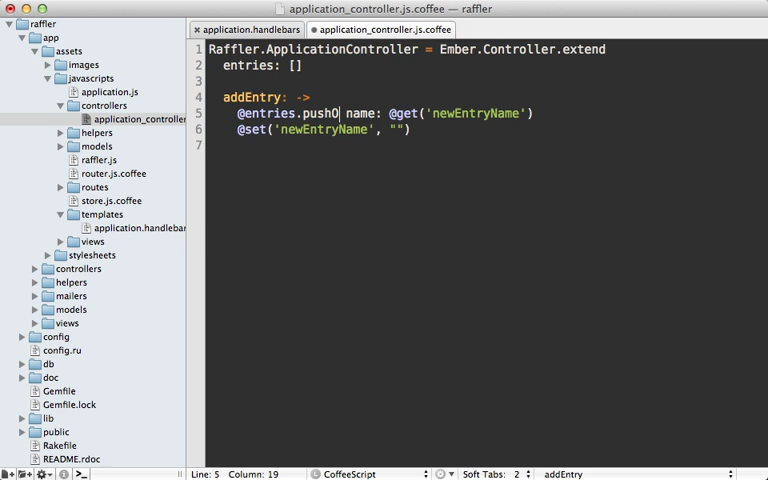 application_controller.js.coffee — raffler
raffler
app
assets
images
javascripts
application.js
controllers
application_controller
helpers
models
raffler.js
router.js.coffee
routes
store.js.coffee
templates
application.handlebar
views
stylesheets
controllers
helpers
mailers
models
views
config
config.ru
db
doc
Gemfile
Gemfile.lock
lib
public
Rakefile
README.rdoc
application.handlebars
application_controller.js.coffee
1 Raffler.ApplicationController = Ember.Controller.extend
2 entries: []
3
4 addEntry: ->
5 @entries.pushO name: @get('newEntryName')
6 @set('newEntryName', "")
7
Line: 5 Column: 19 CoffeeScript Soft Tabs: 2 addEntry